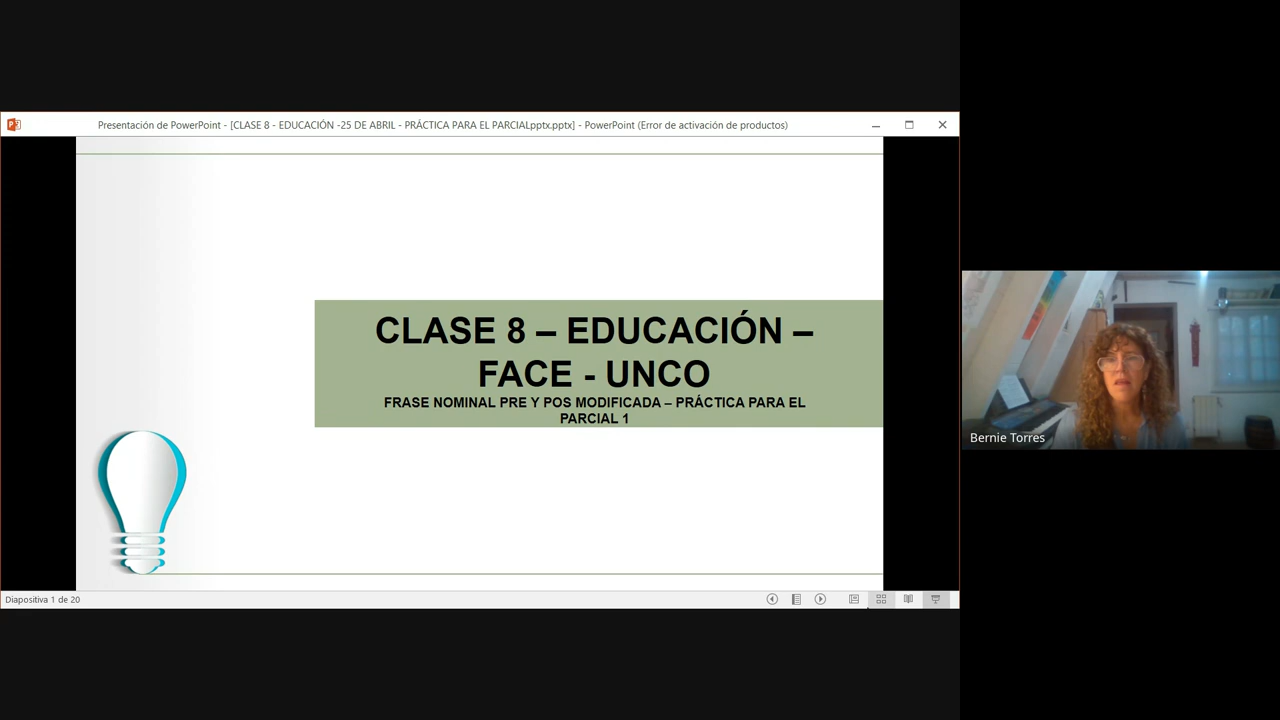 Presentación de PowerPoint - [CLASE 8 - EDUCACIÓN -25 DE ABRIL - PRÁCTICA PARA EL PARCIALpptx.pptx] - PowerPoint (Error de activación de productos)
CLASE 8 – EDUCACIÓN –
FACE - UNCO
FRASE NOMINAL PRE Y POS MODIFICADA – PRÁCTICA PARA EL
PARCIAL 1
Bernie Torres
Diapositiva 1 de 20